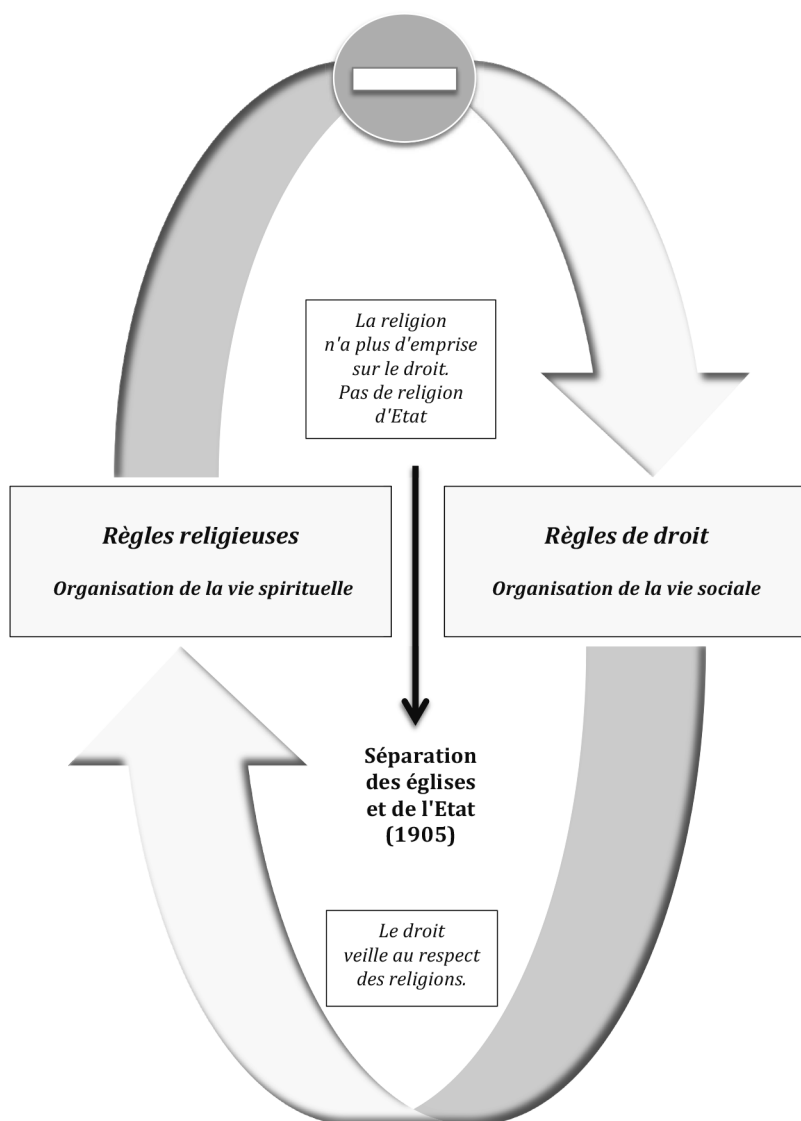 La religion
n'a plus d'emprise
sur le droit.
Pas de religion
d'Etat
Règles religieuses
Organisation de la vie spirituelle
Règles de droit
Organisation de la vie sociale
Séparation
des églises
et de l'Etat
(1905)
Le droit
veille au respect
des religions.